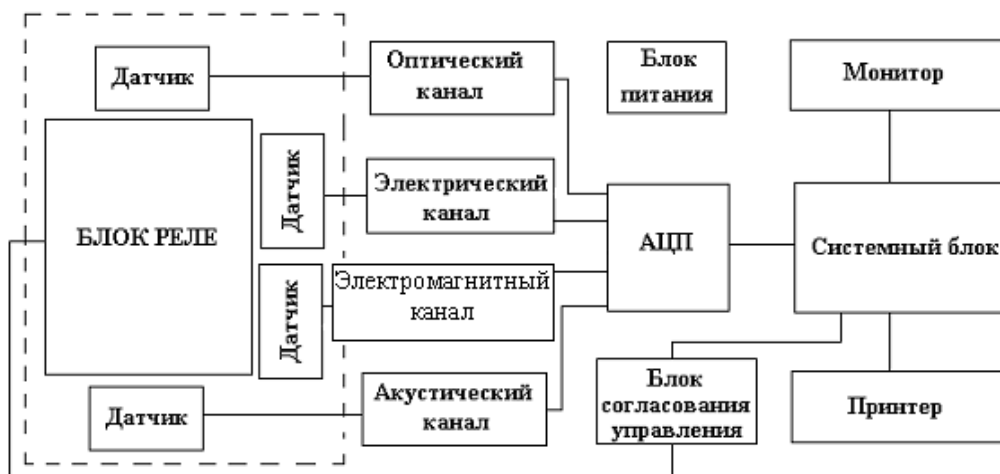 Датчик
Оптический
канал
Блок
питания
Монитор
БЛОК РЕЛЕ
Датчик
Электрический
канал
АЦП
Системный блок
Датчик
Электромагнитный
канал
Датчик
Акустический
канал
Блок
согласования
управления
Принтер